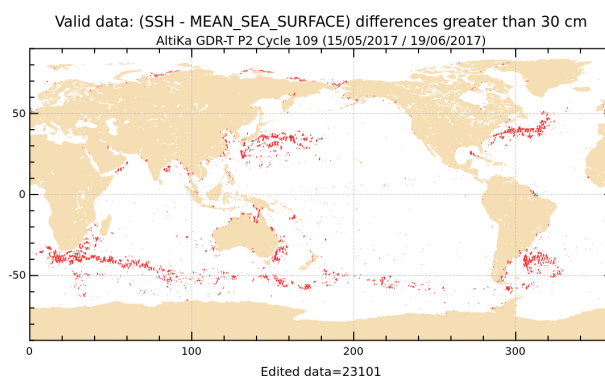 Valid data: (SSH - MEAN_SEA_SURFACE) differences greater than 30 cm
AltiKa GDR-T P2 Cycle 109 (15/05/2017 / 19/06/2017)
50
0
-50
0 100 200 300
Edited data=23101